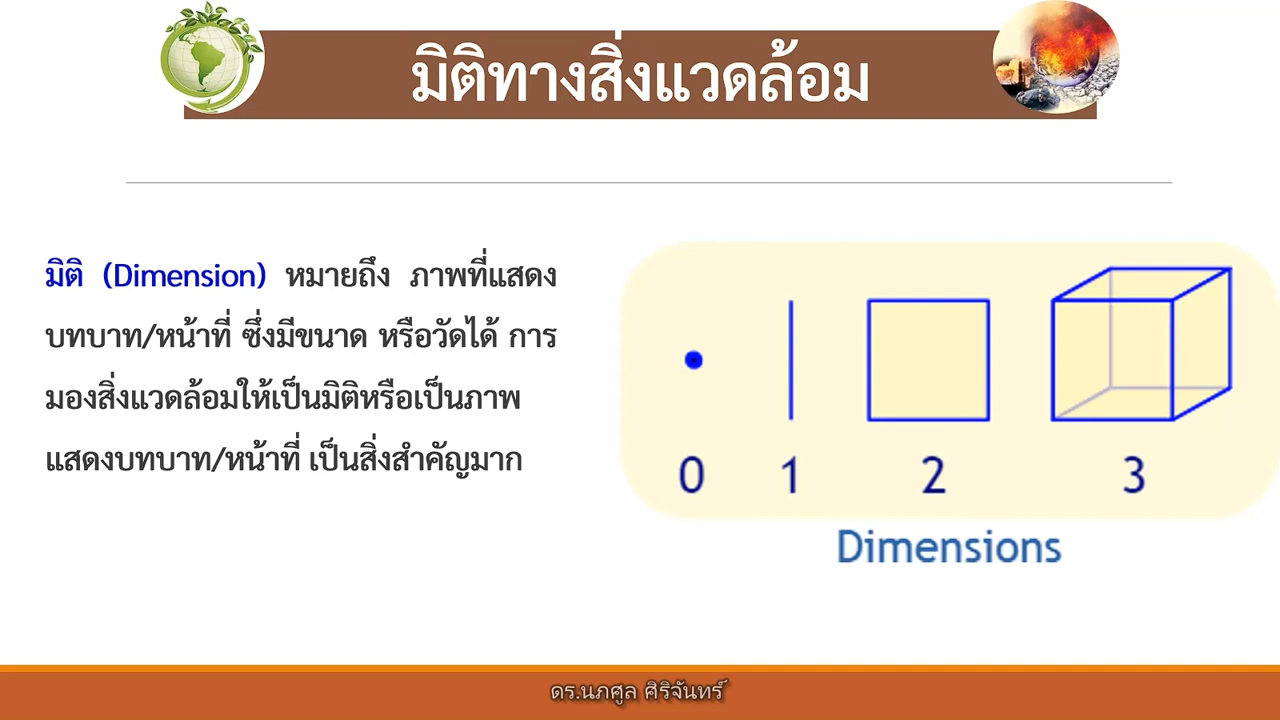 มิติทางสิ่งแวดล้อม
มิติ (Dimension) หมายถึง ภาพที่แสดง
บทบาท/หน้าที่ ซึ่งมีขนาด หรือวัดได้ การ
มองสิ่งแวดล้อมให้เป็นมิติหรือเป็นภาพ
แสดงบทบาท/หน้าที่ เป็นสิ่งสำคัญมาก
0 1 2 3
Dimensions
ดร.นภศูล ศิริจันทร์